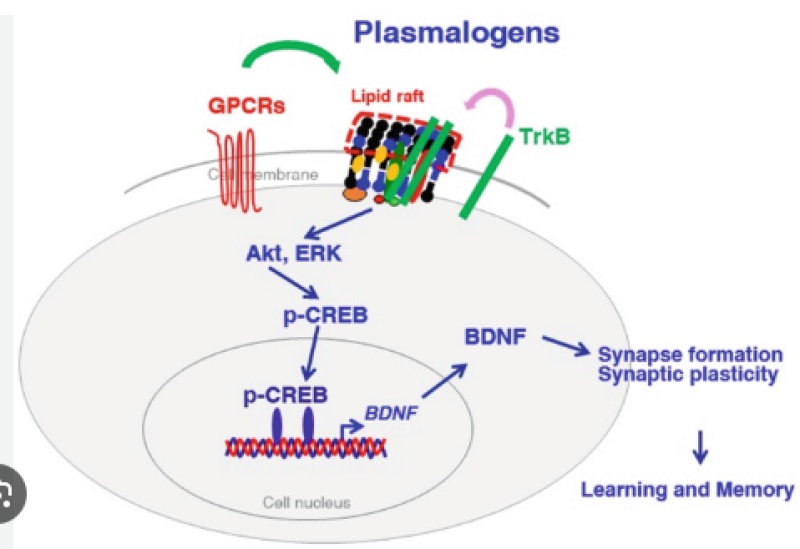 Plasmalogens
GPCRs
Lipid raft
TrkB
Cell membrane
Akt, ERK
p-CREB
BDNF
Synapse formation
Synaptic plasticity
p-CREB
BDNF
Learning and Memory
Cell nucleus